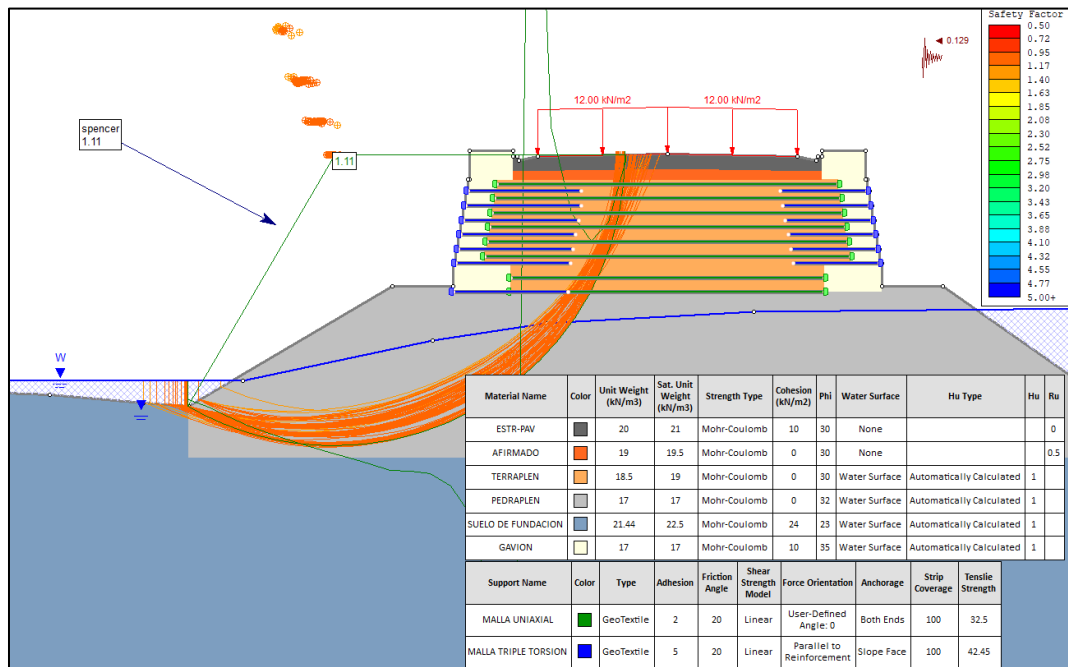 Safety Factor
0.50
0.72
0.95
1.17
1.40
1.63
1.85
2.08
2.30
2.52
2.75
2.98
3.20
3.43
3.65
3.88
4.10
4.32
4.55
4.77
5.00+
0.129
12.00 kN/m2 12.00 kN/m2
spencer
1.11
1.11
W
Material Name Color Unit Weight (kN/m3) Sat. Unit Weight (kN/m3) Strength Type Cohesion (kN/m2) Phi Water Surface Hu Type Hu Ru
ESTR-PAV 20 21 Mohr-Coulomb 10 30 None 0
AFIRMADO 19 19.5 Mohr-Coulomb 0 30 None 0.5
TERRAPLEN 18.5 19 Mohr-Coulomb 0 30 Water Surface Automatically Calculated 1
PEDRAPLEN 17 17 Mohr-Coulomb 0 32 Water Surface Automatically Calculated 1
SUELO DE FUNDACION 21.44 22.5 Mohr-Coulomb 24 23 Water Surface Automatically Calculated 1
GAVION 17 17 Mohr-Coulomb 10 35 Water Surface Automatically Calculated 1
Support Name Color Type Adhesion Friction Angle Shear Strength Model Force Orientation Anchorage Strip Coverage Tenslie Strength
MALLA UNIAXIAL GeoTextile 2 20 Linear User-Defined Angle: 0 Both Ends 100 32.5
MALLA TRIPLE TORSION GeoTextile 5 20 Linear Parallel to Reinforcement Slope Face 100 42.45